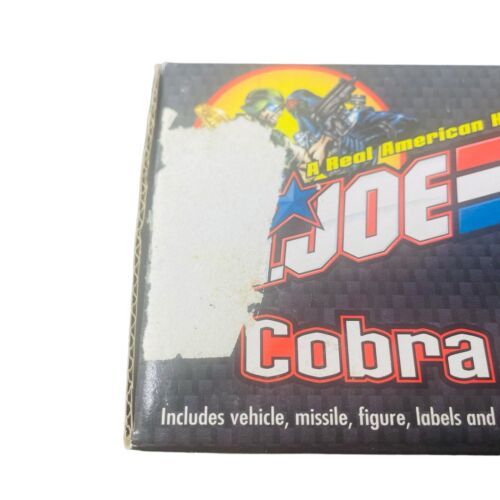 A Real American H
.JOE
Cobra
Includes vehicle, missile, figure, labels and